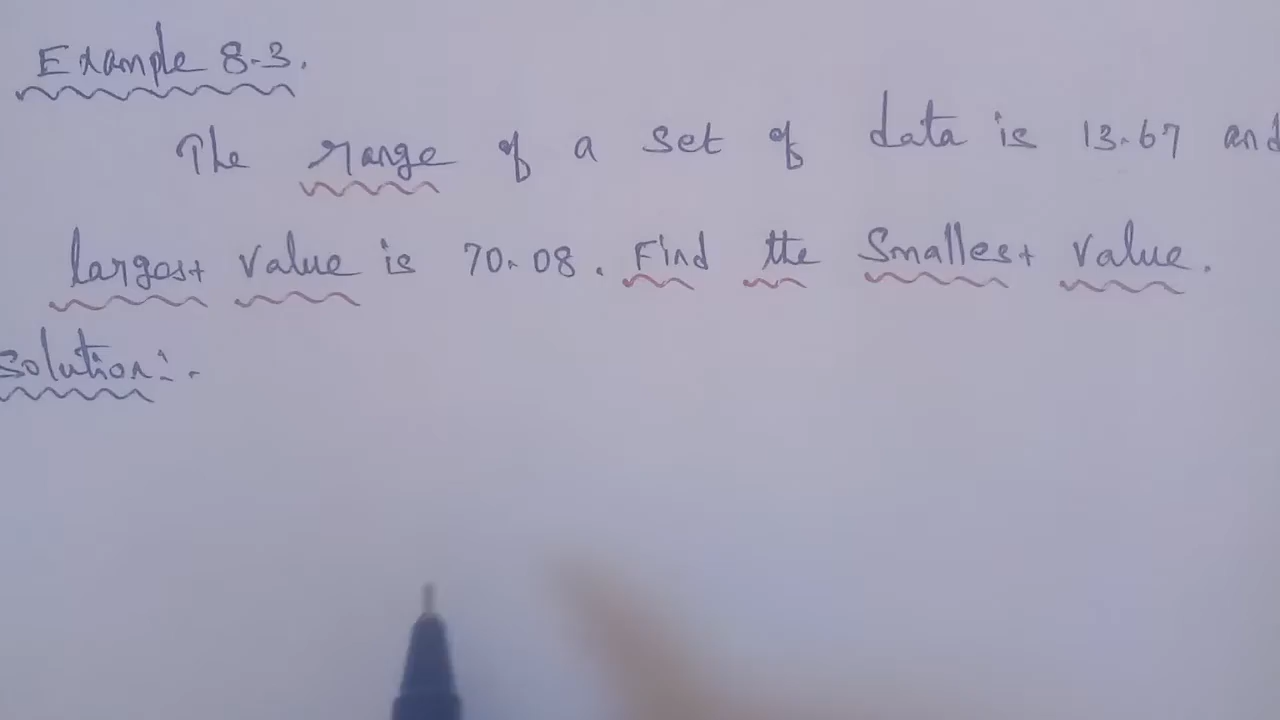 Example 8.3.
The range of a set of data is 13.67 and
largest value is 70.08. Find the Smallest value.
Solution:-